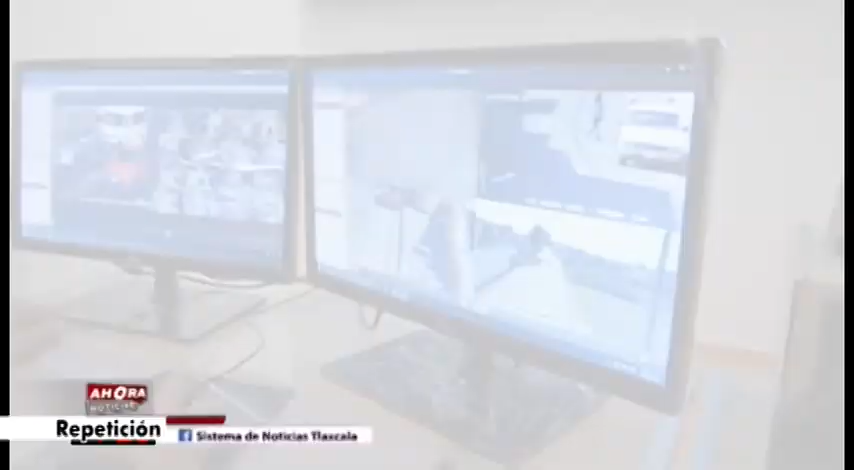 AHORA
NOTICIAS
Repetición
Sistema de Noticias Tlaxcala